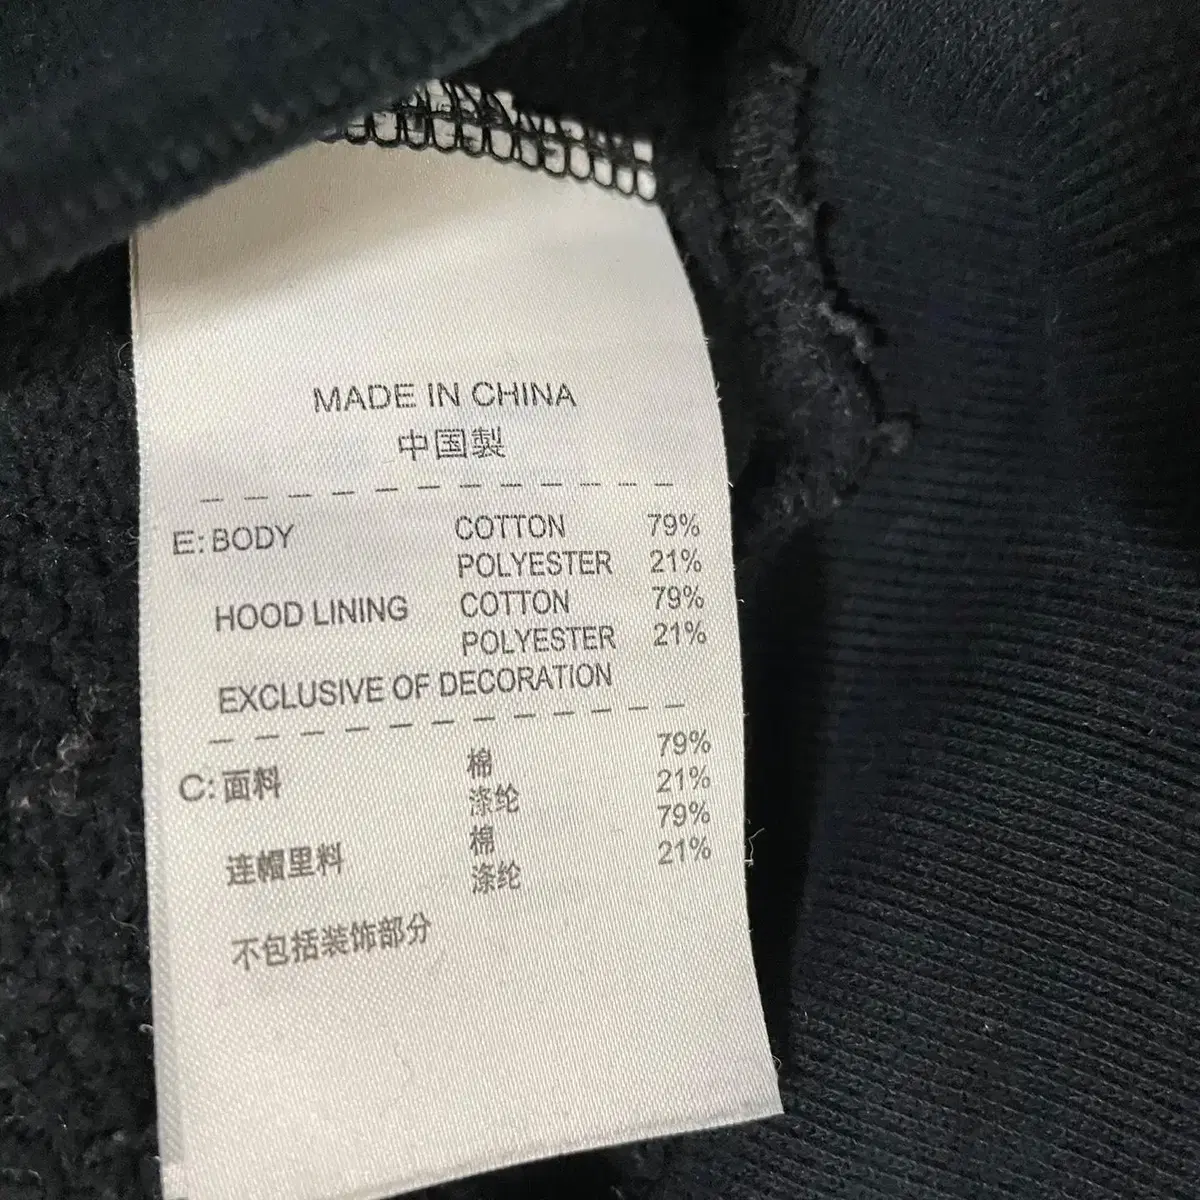 MADE IN CHINA
中国製
E: BODY COTTON 79%
POLYESTER 21%
HOOD LINING COTTON 79%
POLYESTER 21%
EXCLUSIVE OF DECORATION
C: 面料 棉 79%
涤纶 21%
连帽里料 棉 79%
涤纶 21%
不包括装饰部分